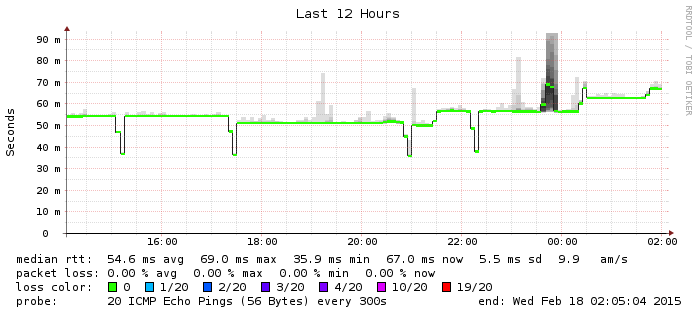 Last 12 Hours
RRDTOOL / TOBI OETIKER
Seconds
90 m
80 m
70 m
60 m
50 m
40 m
30 m
20 m
10 m
0
16:00 18:00 20:00 22:00 00:00 02:00
median rtt: 54.6 ms avg 69.0 ms max 35.9 ms min 67.0 ms now 5.5 ms sd 9.9 am/s
packet loss: 0.00 % avg 0.00 % max 0.00 % min 0.00 % now
loss color: 0 1/20 2/20 3/20 4/20 10/20 19/20
probe: 20 ICMP Echo Pings (56 Bytes) every 300s end: Wed Feb 18 02:05:04 2015